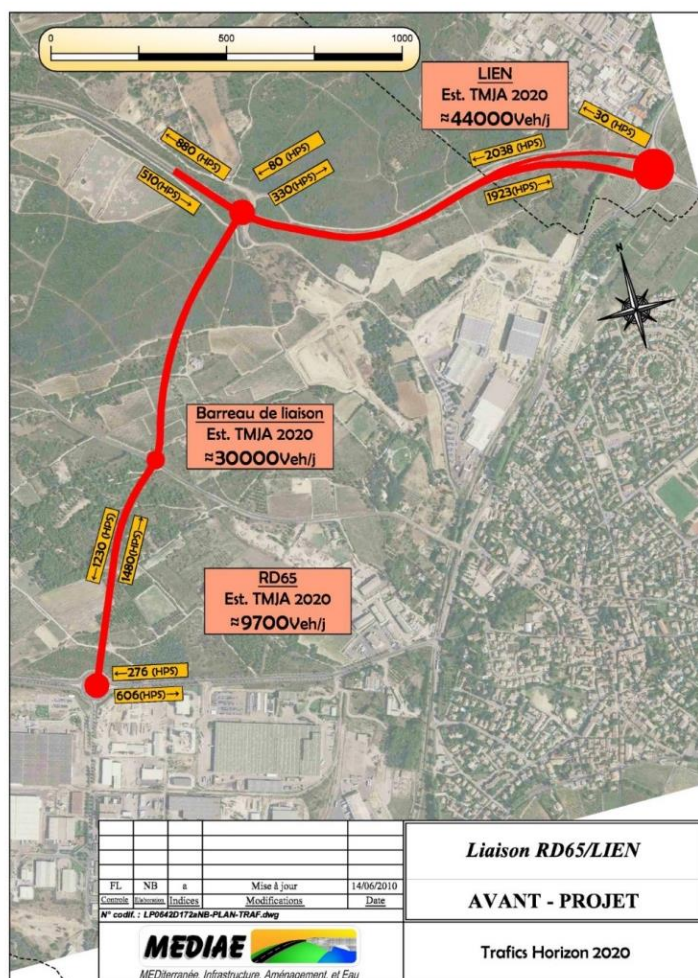 0 500 1000
LIEN
Est. TMJA 2020
≈44000Veh/j
←30 (HPS)
←2038 (HPS)
1923(HPS)→
←880 (HPS)
510(HPS)→
←80 (HPS)
330(HPS)→
N
Barreau de liaison
Est. TMJA 2020
≈30000Veh/j
←1230 (HPS)
1480(HPS)→
RD65
Est. TMJA 2020
≈9700Veh/j
←276 (HPS)
606(HPS)→
FL NB a Mise à jour 14/06/2010
Controle Elaboration Indices Modifications Date
N° codif. : LP0642D172aNB-PLAN-TRAF.dwg
MEDIAE
MEDiterranée, Infrastructure, Aménagement, et Eau
Liaison RD65/LIEN
AVANT - PROJET
Trafics Horizon 2020